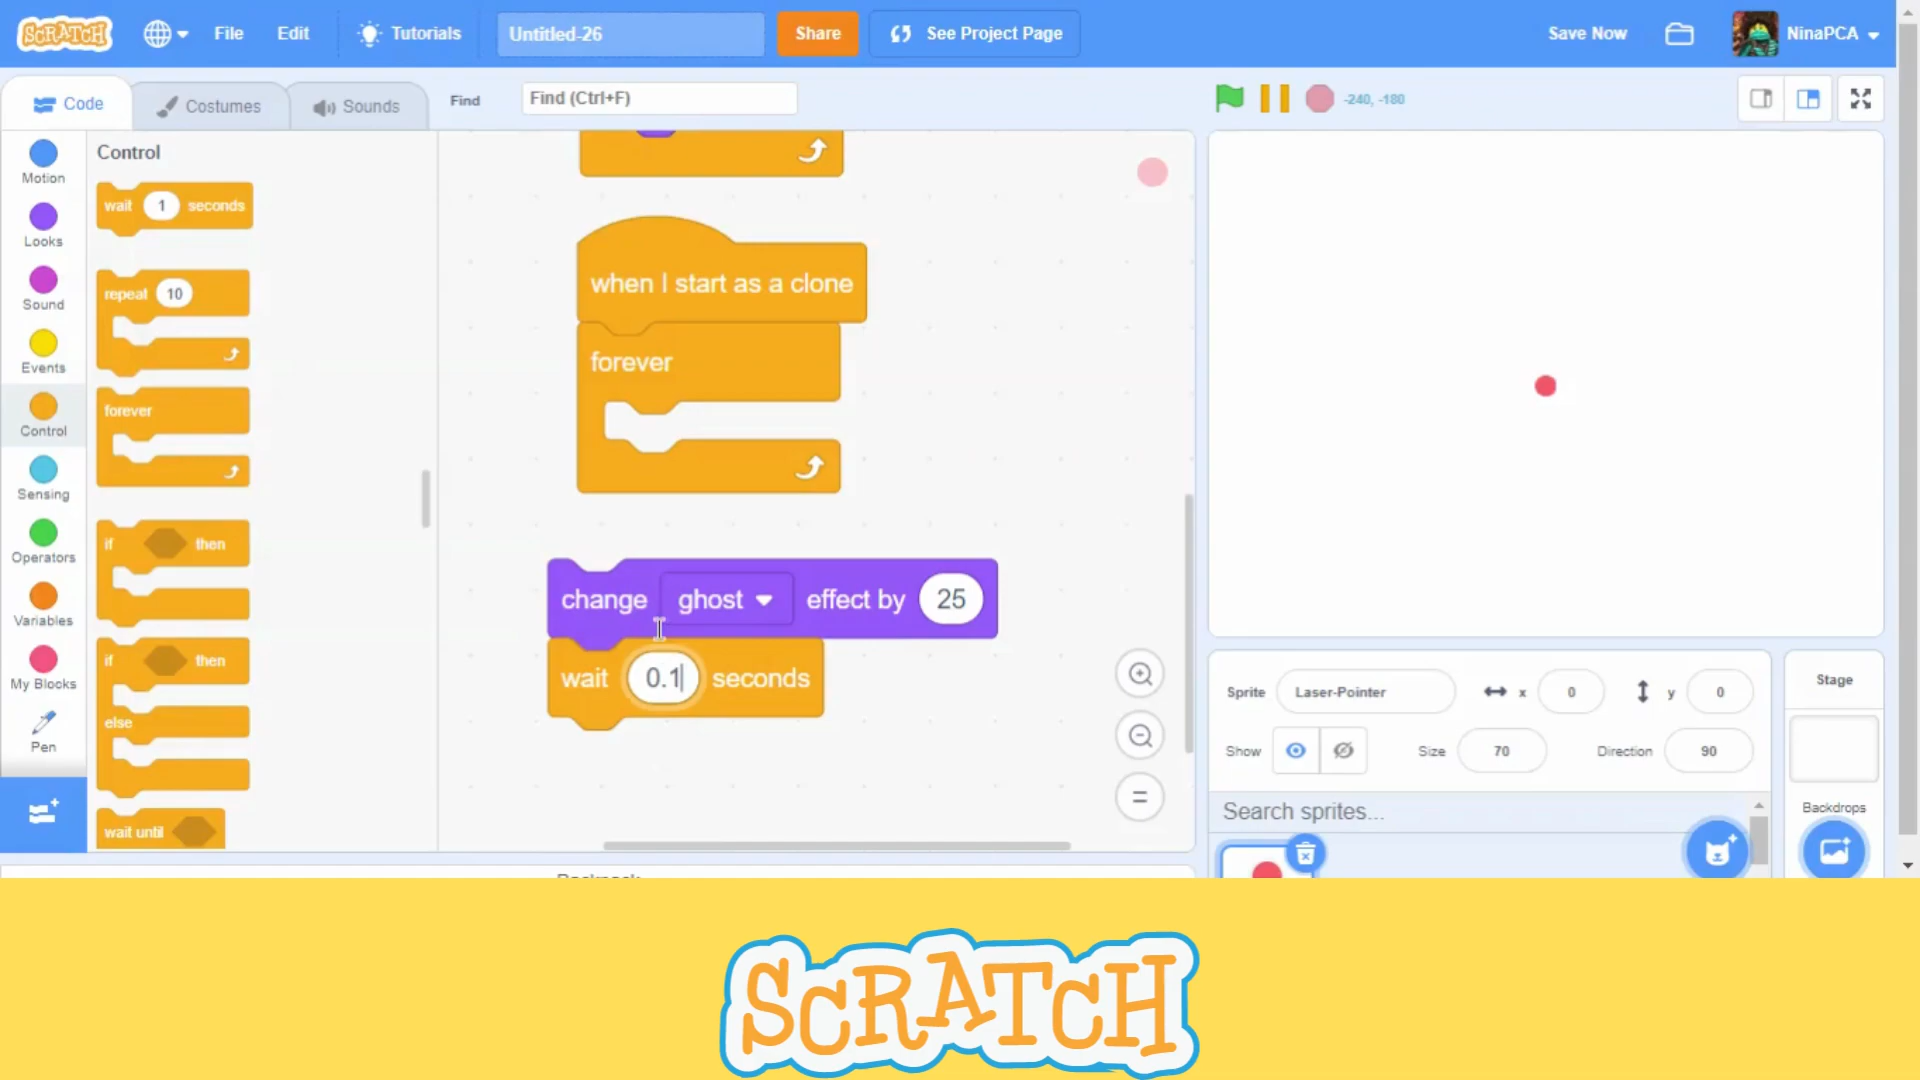 SCRATCH File Edit Tutorials Untitled-26 Share See Project Page Save Now NinaPCA
Code Costumes Sounds Find Find (Ctrl+F) -240, -180
Motion
Looks
Sound
Events
Control
Sensing
Operators
Variables
My Blocks
Pen
Control
wait 1 seconds
repeat 10
forever
if then
if then
else
wait until
when I start as a clone
forever
change ghost effect by 25
wait 0.1 seconds
Sprite Laser-Pointer x 0 y 0
Show Size 70 Direction 90
Search sprites...
Stage
Backdrops
SCRATCH